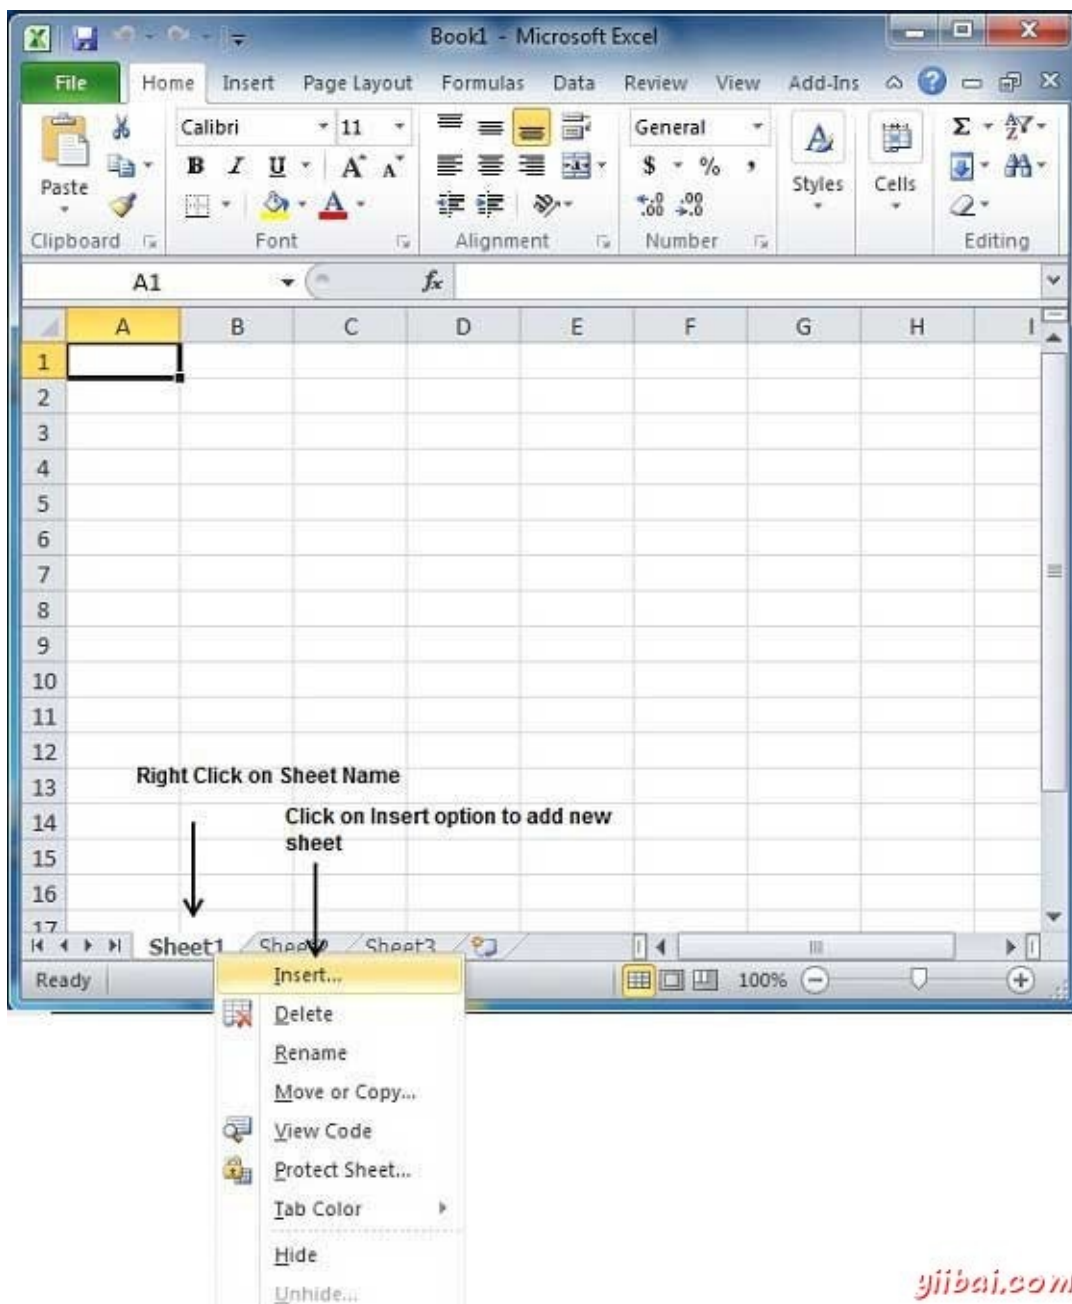 Book1 - Microsoft Excel
File Home Insert Page Layout Formulas Data Review View Add-Ins
Calibri 11 General
B I U A A $ % ,
Paste Styles Cells
Clipboard Font Alignment Number Editing
A1 fx
A B C D E F G H I
1
2
3
4
5
6
7
8
9
10
11
12
Right Click on Sheet Name
13
Click on Insert option to add new
14
sheet
15
16
17
Sheet1 Sheet2 Sheet3
Ready 100%
Insert...
Delete
Rename
Move or Copy...
View Code
Protect Sheet...
Tab Color
Hide
Unhide...
yiibai.com